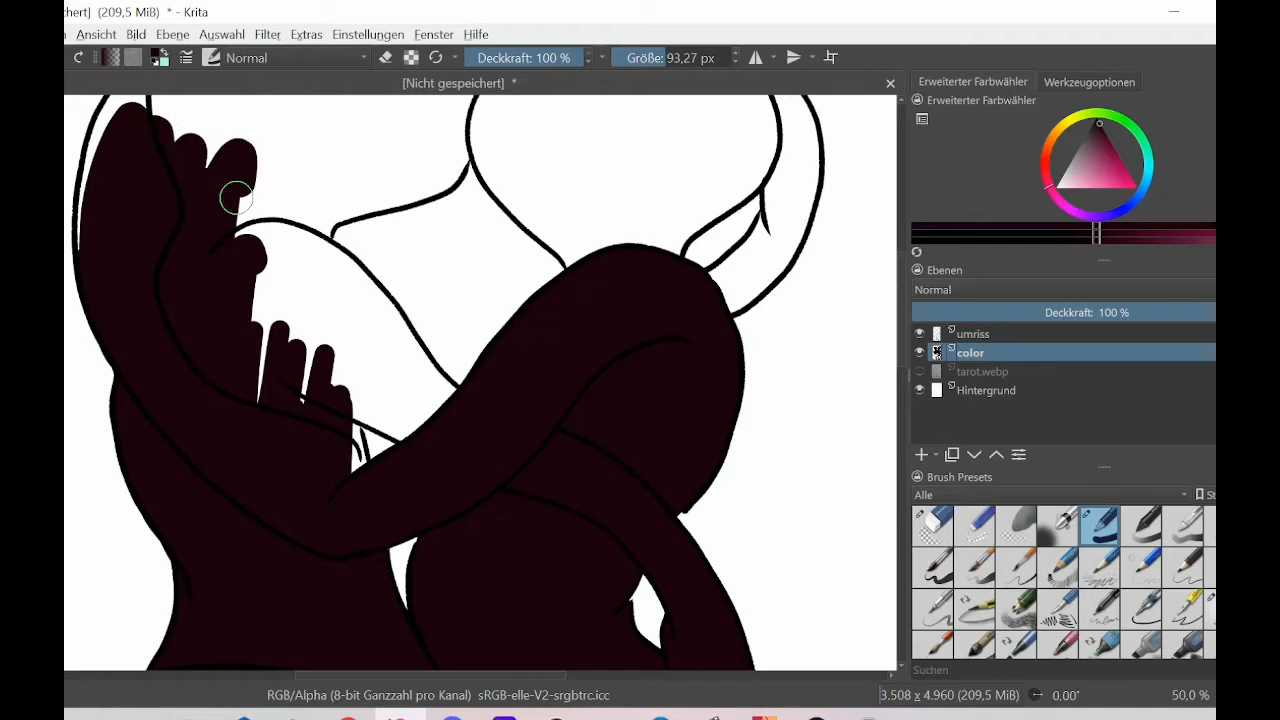 chert] (209,5 MiB) * - Krita
Ansicht Bild Ebene Auswahl Filter Extras Einstellungen Fenster Hilfe
Normal Deckkraft: 100 % Größe: 93,27 px
[Nicht gespeichert] *
Erweiterter Farbwähler Werkzeugoptionen
Erweiterter Farbwähler
Ebenen
Normal
Deckkraft: 100 %
umriss
color
tarot.webp
Hintergrund
Brush Presets
Alle St
Suchen
RGB/Alpha (8-bit Ganzzahl pro Kanal) sRGB-elle-V2-srgbtrc.icc 3.508 x 4.960 (209,5 MiB) 0,00° 50,0 %